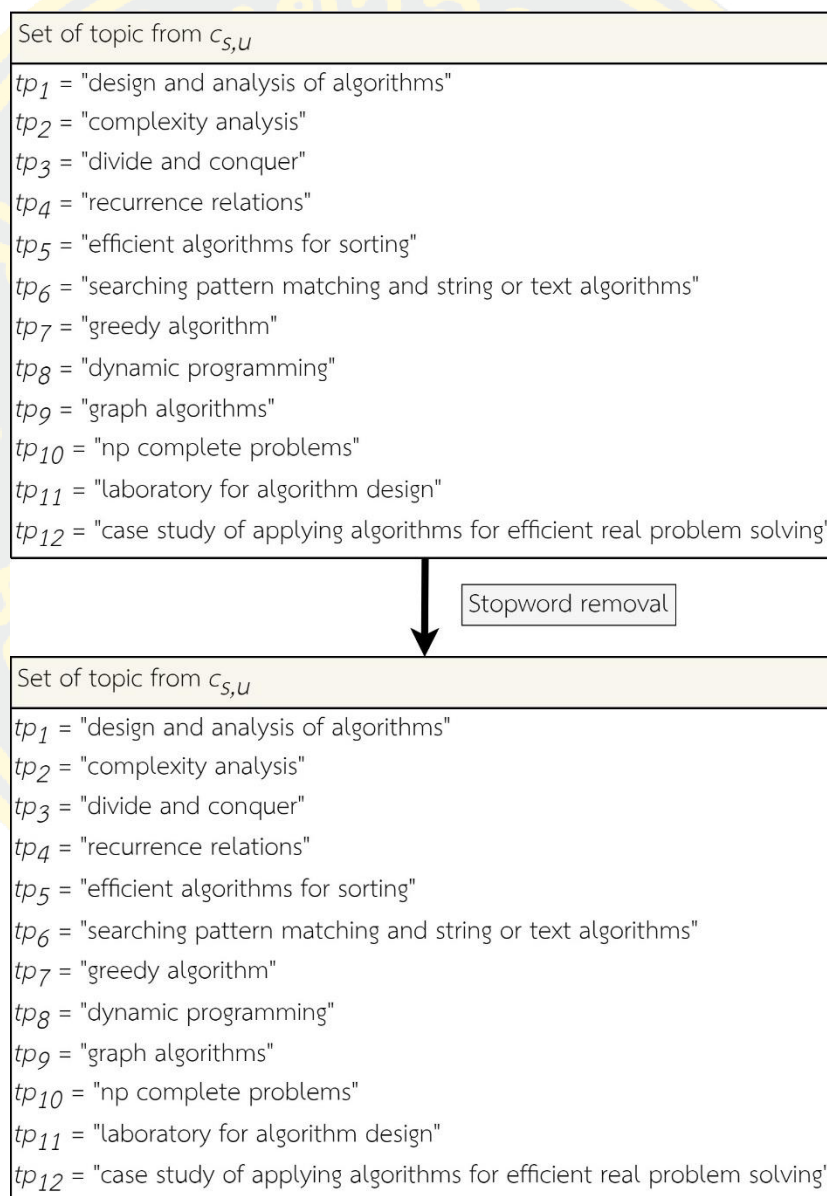 Set of topic from c_{s,u}
tp_1 = "design and analysis of algorithms"
tp_2 = "complexity analysis"
tp_3 = "divide and conquer"
tp_4 = "recurrence relations"
tp_5 = "efficient algorithms for sorting"
tp_6 = "searching pattern matching and string or text algorithms"
tp_7 = "greedy algorithm"
tp_8 = "dynamic programming"
tp_9 = "graph algorithms"
tp_10 = "np complete problems"
tp_11 = "laboratory for algorithm design"
tp_12 = "case study of applying algorithms for efficient real problem solving"
Stopword removal
Set of topic from c_{s,u}
tp_1 = "design and analysis of algorithms"
tp_2 = "complexity analysis"
tp_3 = "divide and conquer"
tp_4 = "recurrence relations"
tp_5 = "efficient algorithms for sorting"
tp_6 = "searching pattern matching and string or text algorithms"
tp_7 = "greedy algorithm"
tp_8 = "dynamic programming"
tp_9 = "graph algorithms"
tp_10 = "np complete problems"
tp_11 = "laboratory for algorithm design"
tp_12 = "case study of applying algorithms for efficient real problem solving"